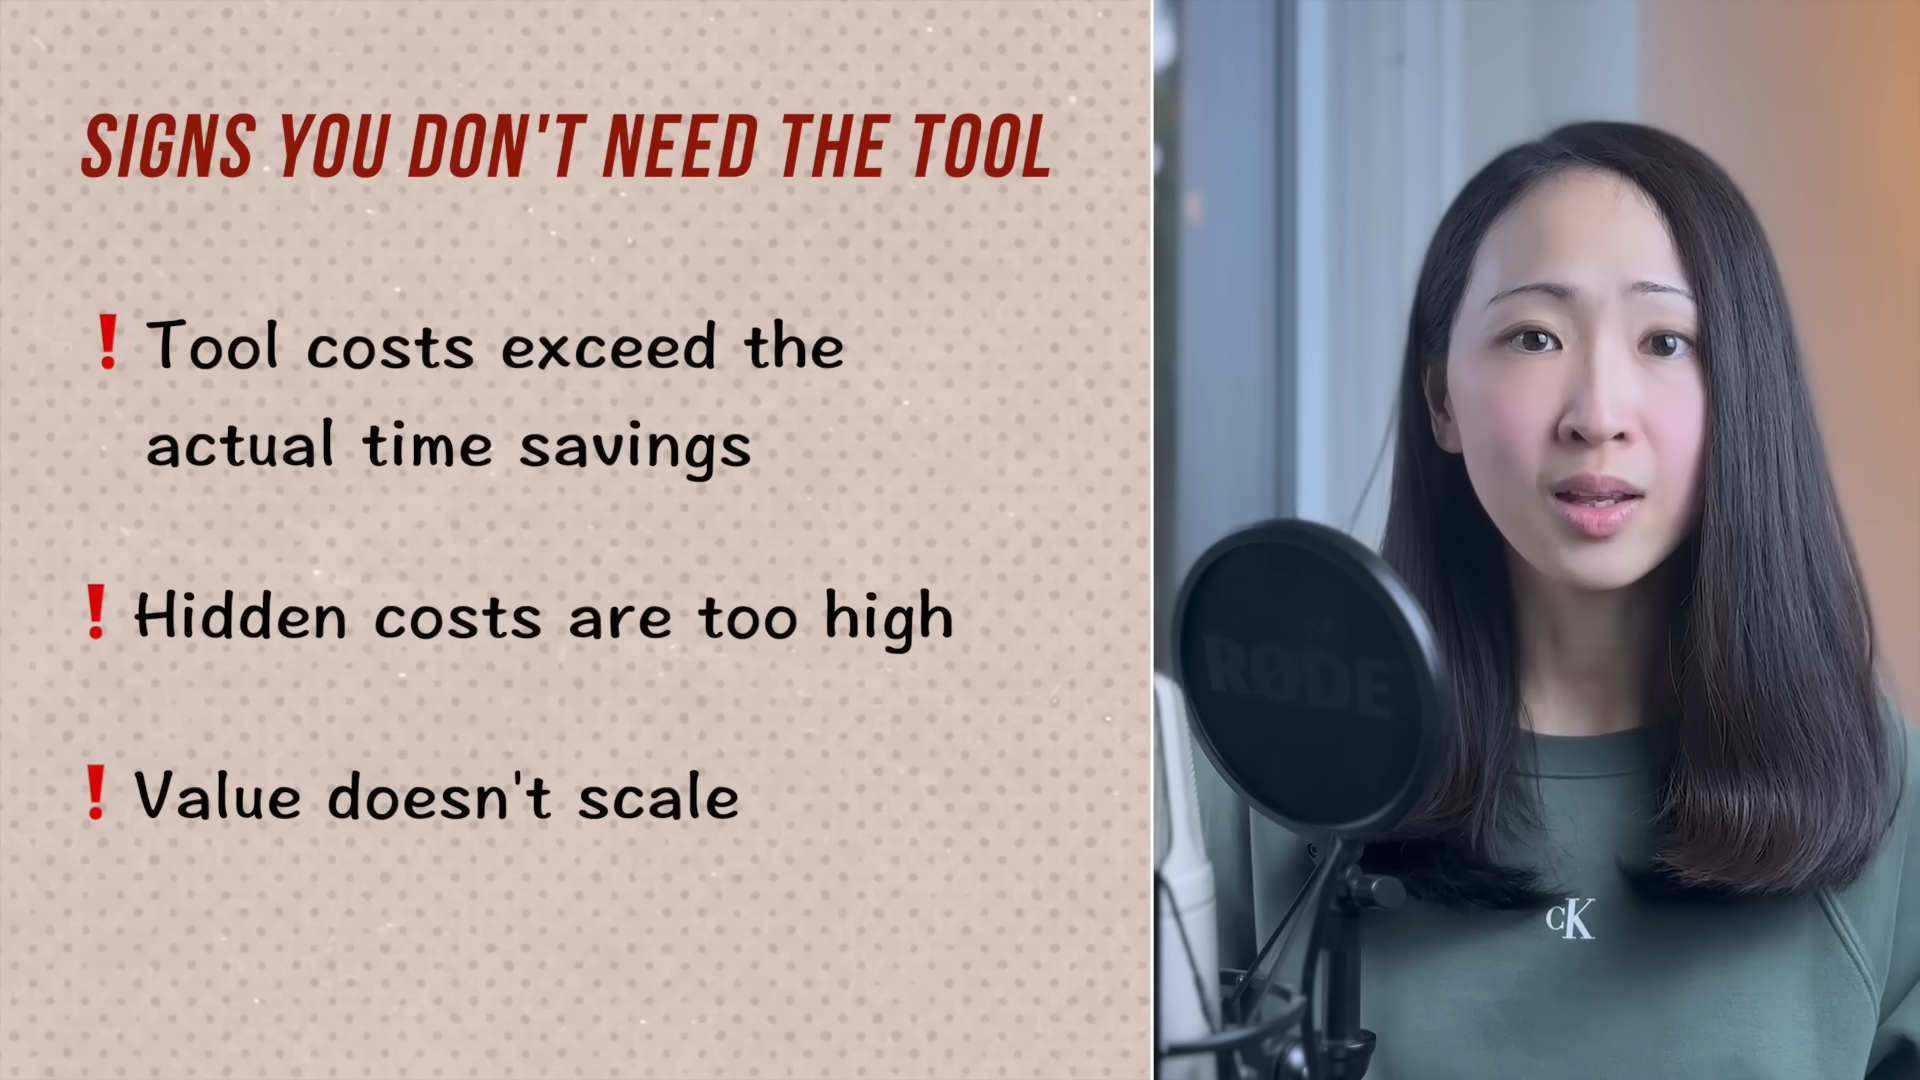 SIGNS YOU DON'T NEED THE TOOL
❗ Tool costs exceed the
actual time savings
❗ Hidden costs are too high
❗ Value doesn't scale
RØDE
CK